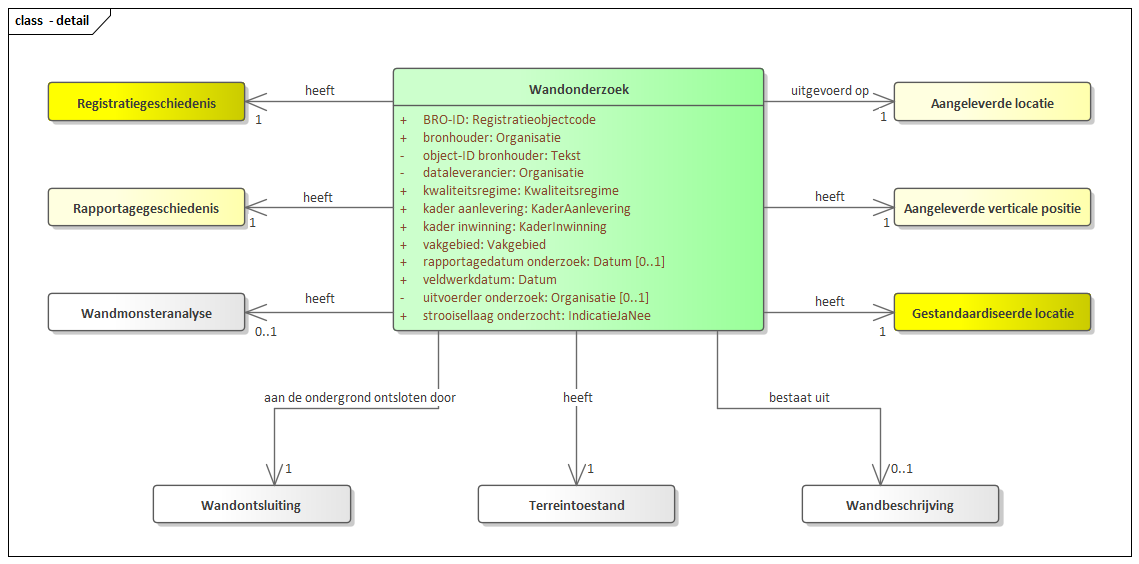 class  - detail
Wandonderzoek
+ BRO-ID: Registratieobjectcode
+ bronhouder: Organisatie
- object-ID bronhouder: Tekst
- dataleverancier: Organisatie
+ kwaliteitsregime: Kwaliteitsregime
+ kader aanlevering: KaderAanlevering
+ kader inwinning: KaderInwinning
+ vakgebied: Vakgebied
+ rapportagedatum onderzoek: Datum [0..1]
+ veldwerkdatum: Datum
- uitvoerder onderzoek: Organisatie [0..1]
+ strooisellaag onderzocht: IndicatieJaNee
Registratiegeschiedenis
heeft
1
uitgevoerd op
1
Aangeleverde locatie
Rapportagegeschiedenis
heeft
1
heeft
1
Aangeleverde verticale positie
Wandmonsteranalyse
heeft
0..1
heeft
1
Gestandaardiseerde locatie
aan de ondergrond ontsloten door
1
Wandontsluiting
heeft
1
Terreintoestand
bestaat uit
0..1
Wandbeschrijving